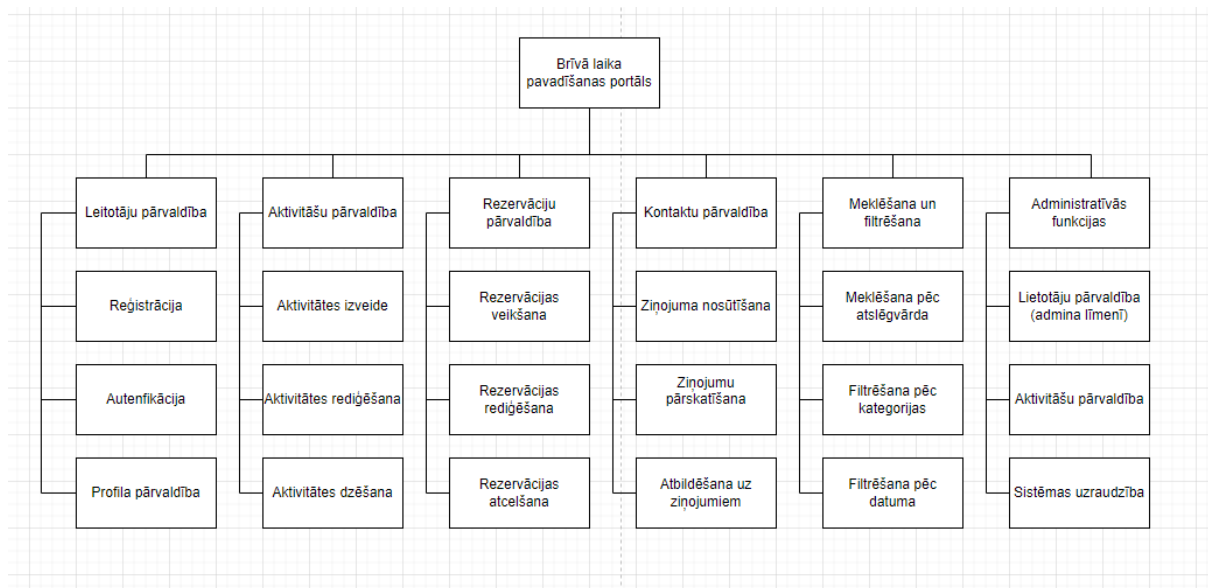 Brīvā laika
pavadīšanas portāls
Leitotāju pārvaldība
Aktivitāšu pārvaldība
Rezervāciju
pārvaldība
Kontaktu pārvaldība
Meklēšana un
filtrēšana
Administratīvās
funkcijas
Reģistrācija
Aktivitātes izveide
Rezervācijas
veikšana
Ziņojuma nosūtīšana
Meklēšana pēc
atslēgvārda
Lietotāju pārvaldība
(admina līmenī)
Autenfikācija
Aktivitātes rediģēšana
Rezervācijas
rediģēšana
Ziņojumu
pārskatīšana
Filtrēšana pēc
kategorijas
Aktivitāšu pārvaldība
Profila pārvaldība
Aktivitātes dzēšana
Rezervācijas
atcelšana
Atbildēšana uz
ziņojumiem
Filtrēšana pēc
datuma
Sistēmas uzraudzība